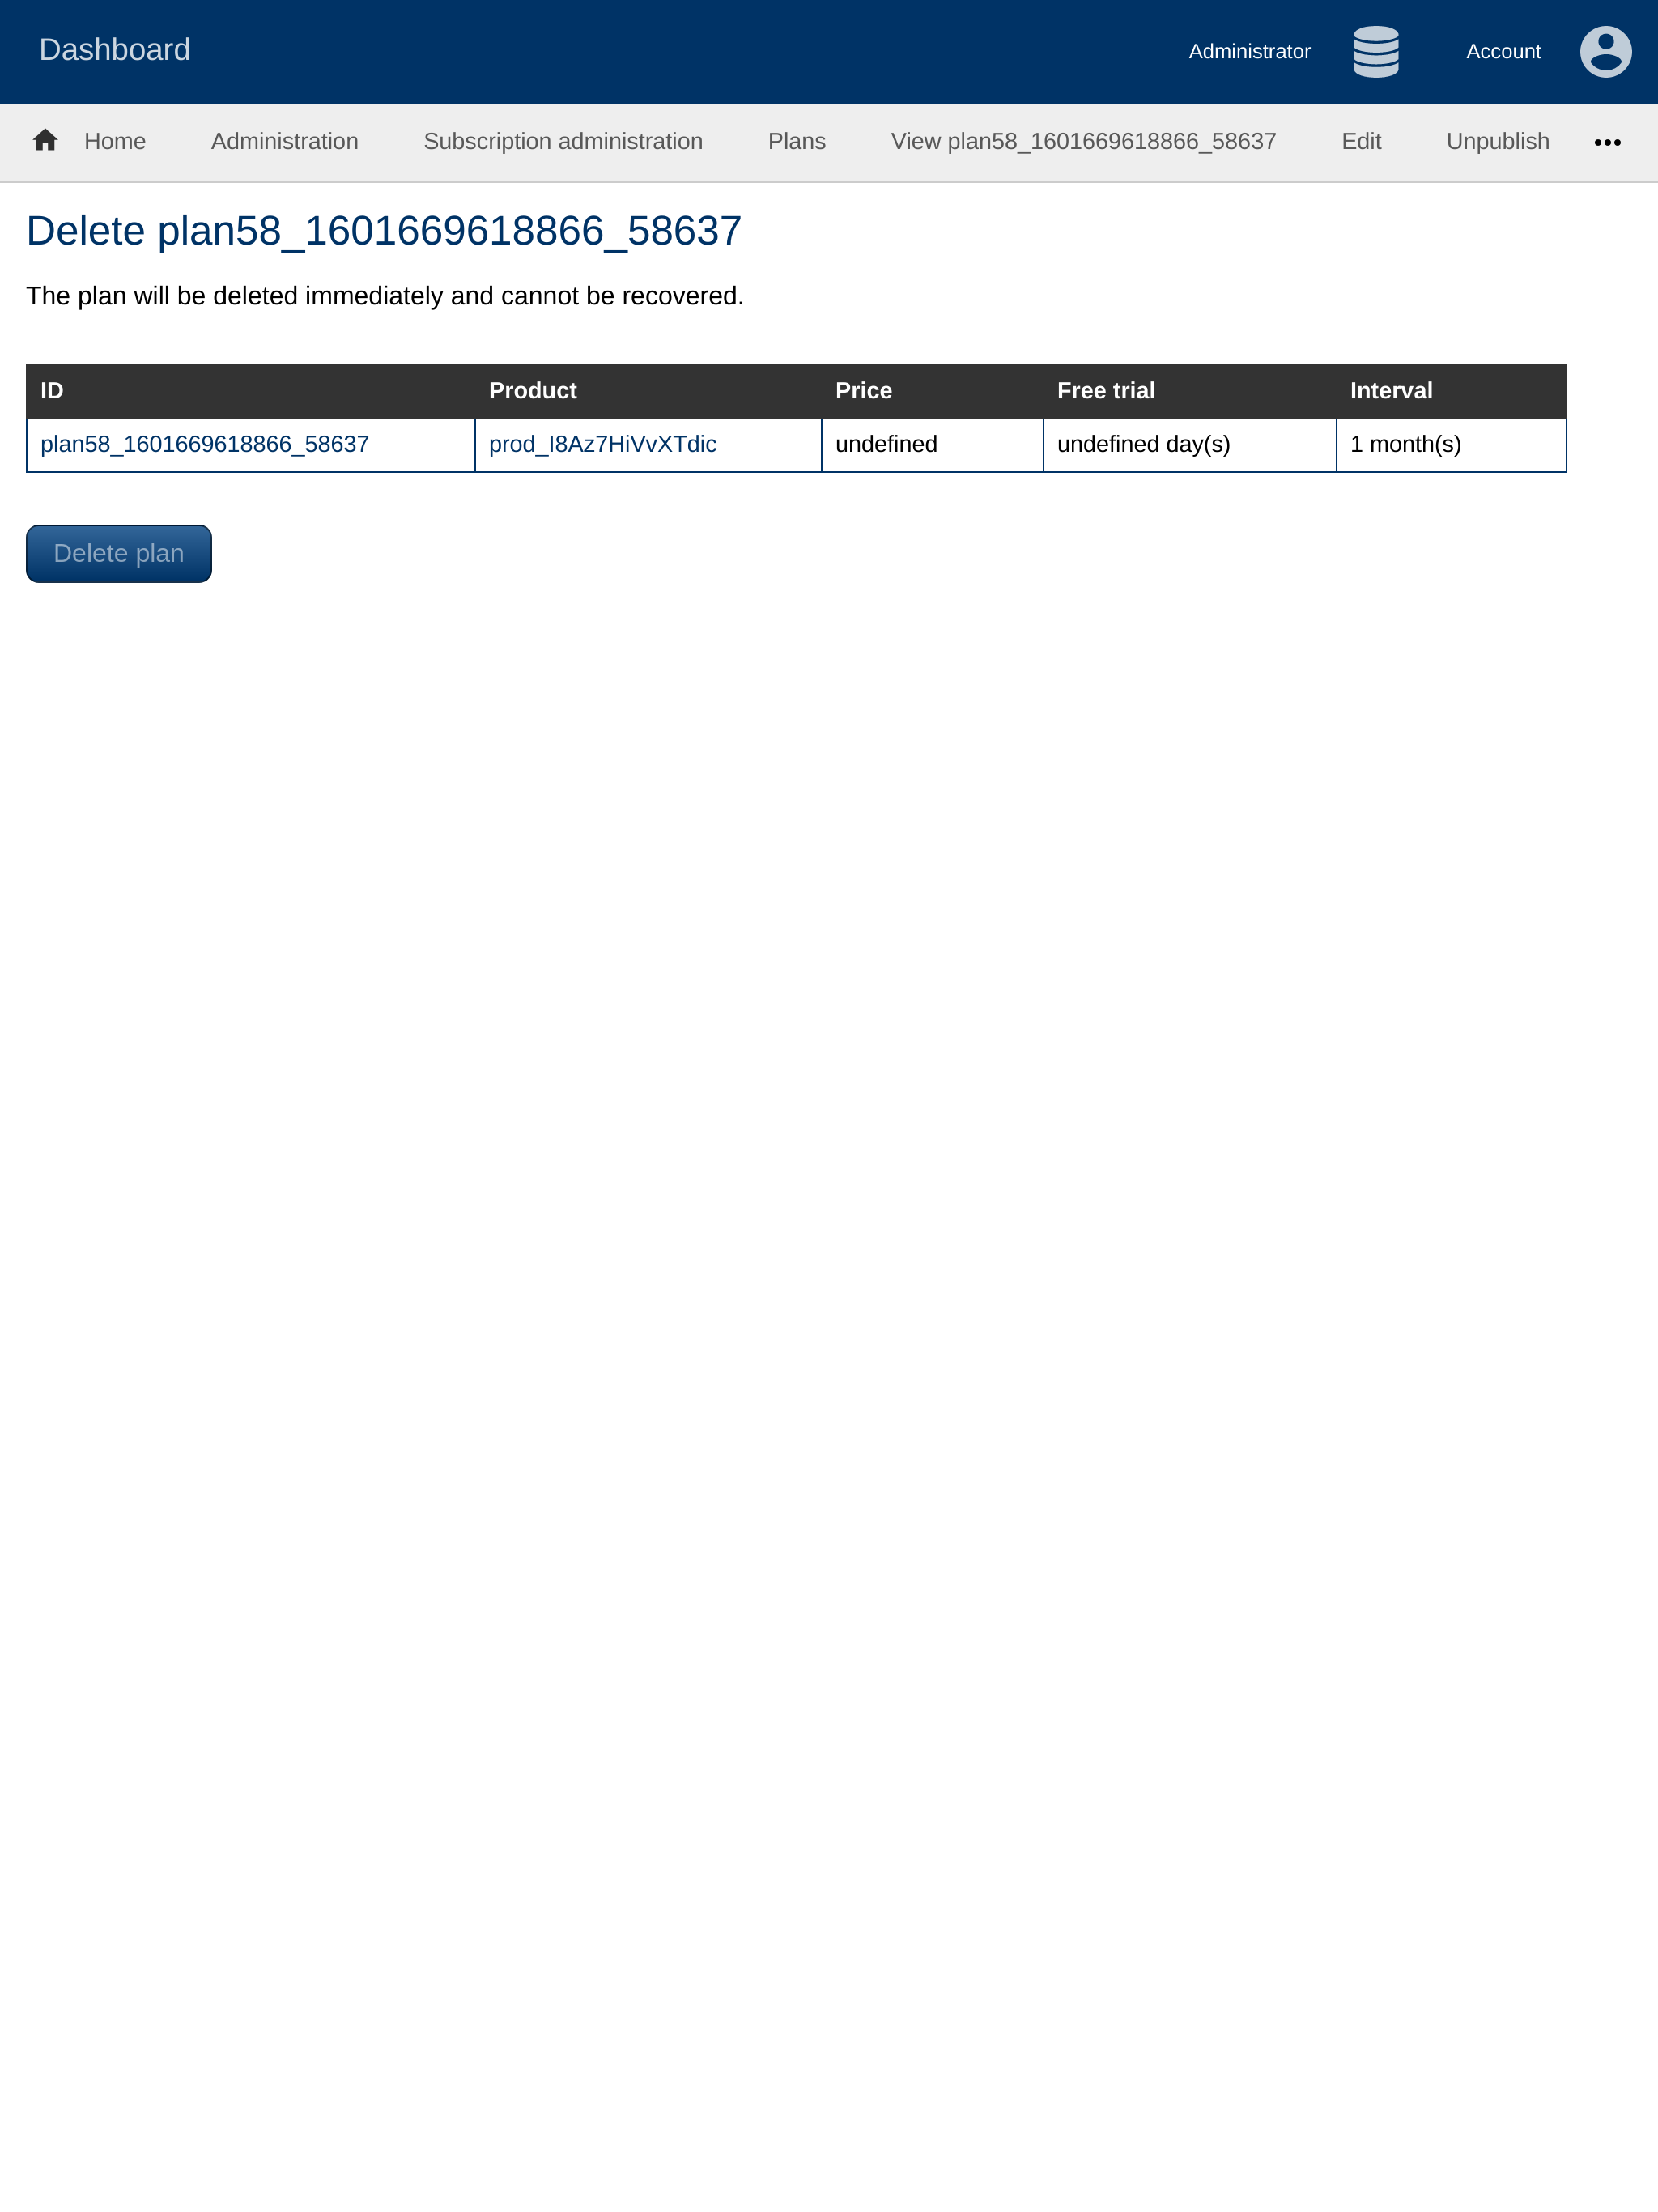 Dashboard Administrator Account
Home Administration Subscription administration Plans View plan58_1601669618866_58637 Edit Unpublish •••
Delete plan58_1601669618866_58637
The plan will be deleted immediately and cannot be recovered.
ID Product Price Free trial Interval
plan58_1601669618866_58637 prod_I8Az7HiVvXTdic undefined undefined day(s) 1 month(s)
Delete plan